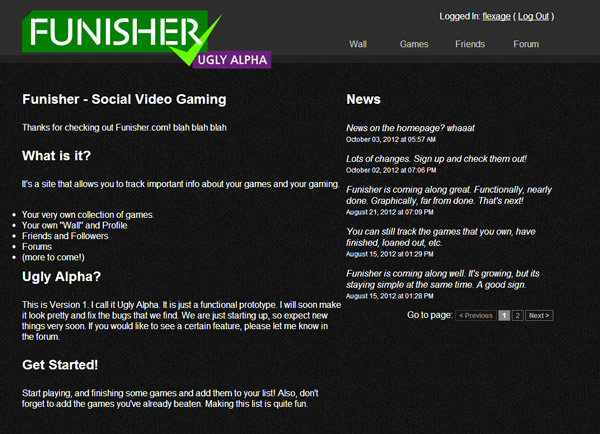 Logged In: flexage ( Log Out )
FUNISHER
UGLY ALPHA
Wall Games Friends Forum
Funisher - Social Video Gaming
Thanks for checking out Funisher.com! blah blah blah
What is it?
It's a site that allows you to track important info about your games and your gaming.
Your very own collection of games.
Your own "Wall" and Profile
Friends and Followers
Forums
(more to come!)
Ugly Alpha?
This is Version 1. I call it Ugly Alpha. It is just a functional prototype. I will soon make
it look pretty and fix the bugs that we find. We are just starting up, so expect new
things very soon. If you would like to see a certain feature, please let me know in
the forum.
Get Started!
Start playing, and finishing some games and add them to your list! Also, don't
forget to add the games you've already beaten. Making this list is quite fun.
News
News on the homepage? whaaat
October 03, 2012 at 05:57 AM
Lots of changes. Sign up and check them out!
October 02, 2012 at 07:06 PM
Funisher is coming along great. Functionally, nearly
done. Graphically, far from done. That's next!
August 21, 2012 at 07:09 PM
You can still track the games that you own, have
finished, loaned out, etc.
August 15, 2012 at 01:29 PM
Funisher is coming along well. It's growing, but its
staying simple at the same time. A good sign.
August 15, 2012 at 01:28 PM
Go to page: < Previous 1 2 Next >